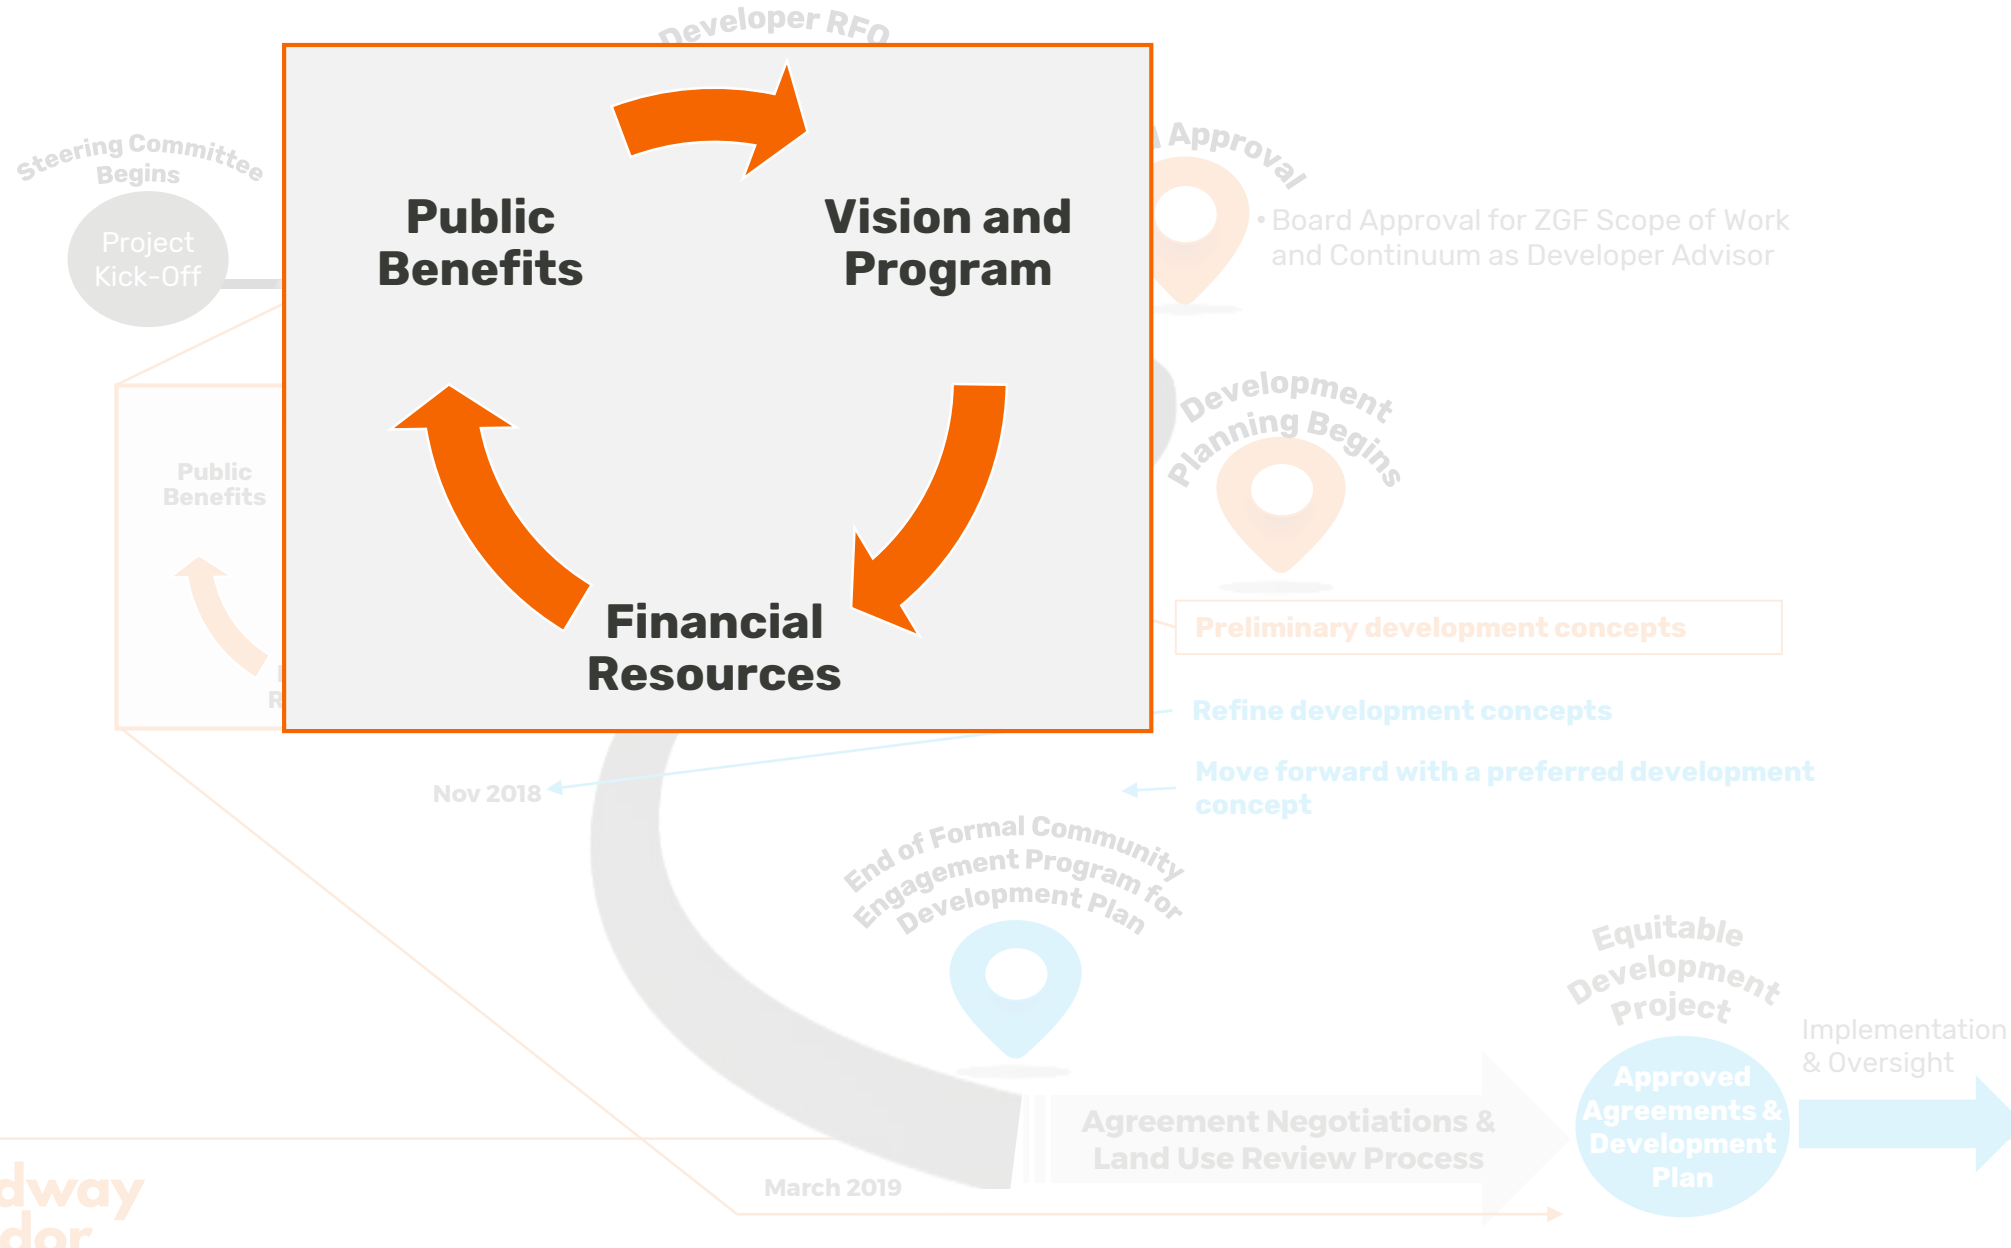 Developer RFQ
Steering Committee
Begins
Project
Kick-Off
Public
Benefits
Vision and
Program
Financial
Resources
Approval
• Board Approval for ZGF Scope of Work
and Continuum as Developer Advisor
Development
Planning Begins
Public
Benefits
Preliminary development concepts
Refine development concepts
Move forward with a preferred development
concept
Nov 2018
End of Formal Community
Engagement Program for
Development Plan
Equitable
Development
Project
Implementation
& Oversight
Approved
Agreements &
Development
Plan
Agreement Negotiations &
Land Use Review Process
March 2019
dway
dor